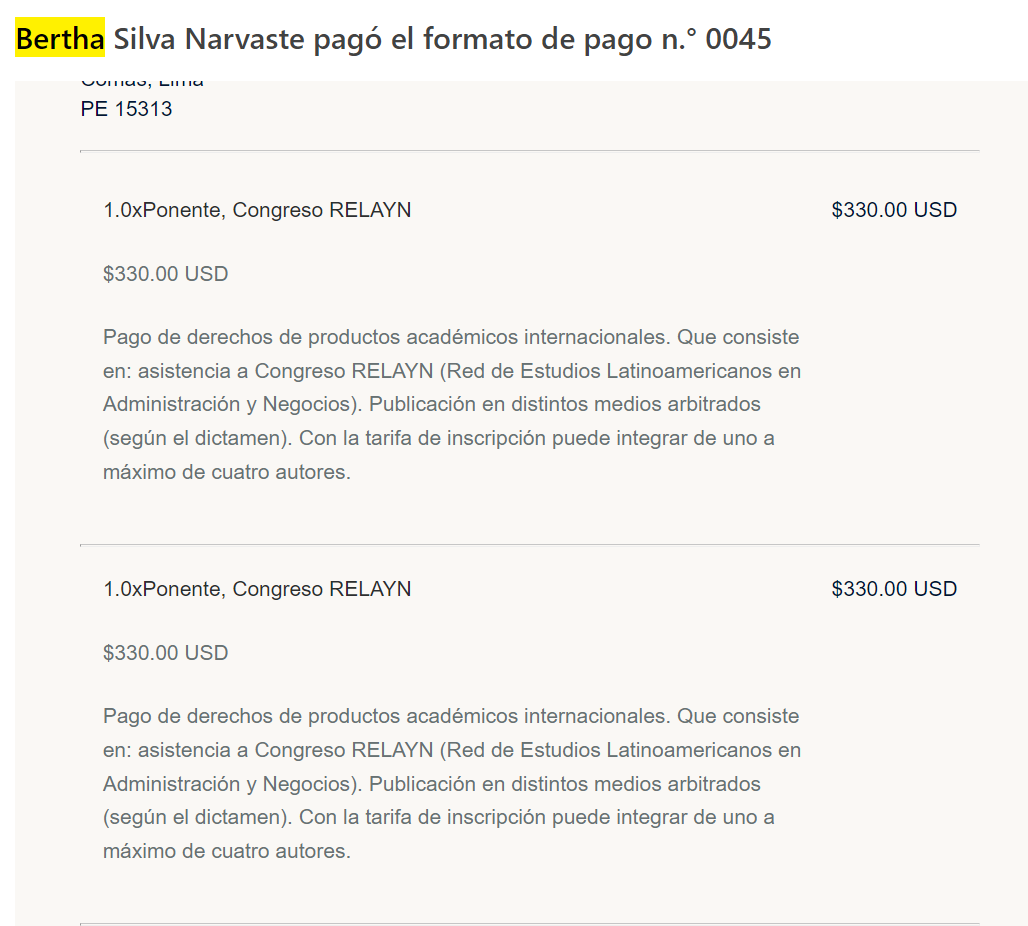 Bertha Silva Narvaste pagó el formato de pago n.° 0045
Comas, Lima
PE 15313
1.0xPonente, Congreso RELAYN $330.00 USD
$330.00 USD
Pago de derechos de productos académicos internacionales. Que consiste
en: asistencia a Congreso RELAYN (Red de Estudios Latinoamericanos en
Administración y Negocios). Publicación en distintos medios arbitrados
(según el dictamen). Con la tarifa de inscripción puede integrar de uno a
máximo de cuatro autores.
1.0xPonente, Congreso RELAYN $330.00 USD
$330.00 USD
Pago de derechos de productos académicos internacionales. Que consiste
en: asistencia a Congreso RELAYN (Red de Estudios Latinoamericanos en
Administración y Negocios). Publicación en distintos medios arbitrados
(según el dictamen). Con la tarifa de inscripción puede integrar de uno a
máximo de cuatro autores.